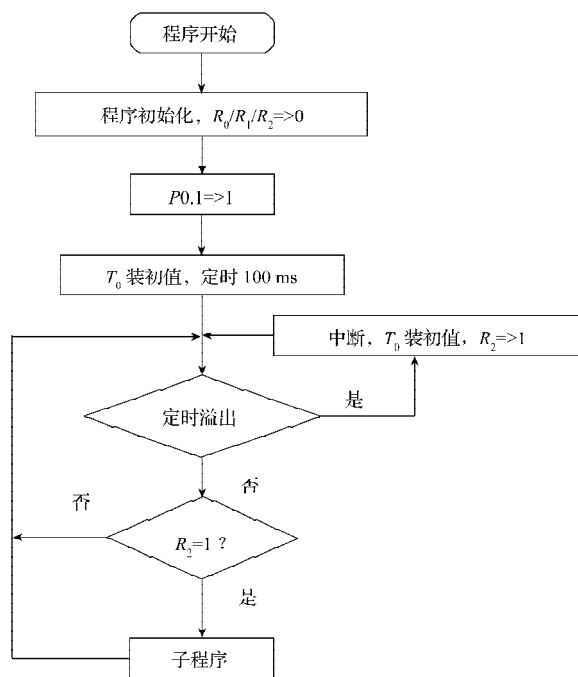 程序开始
程序初始化，R₀/R₁/R₂=>0
P0.1=>1
T₀ 装初值，定时 100 ms
中断，T₀ 装初值，R₂=>1
定时溢出
是
否
否
R₂=1？
是
子程序